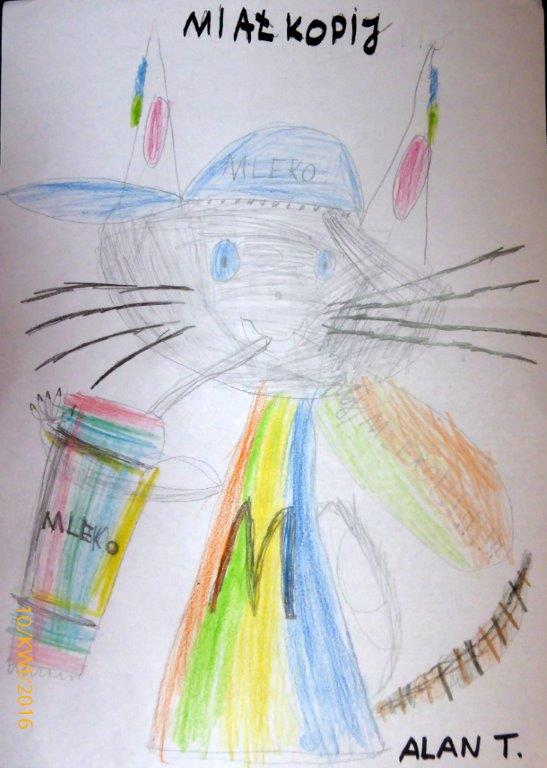 MIAŁKOPIJ
MLEKO
MLEKO
M
10/KWI/2016
ALAN T.